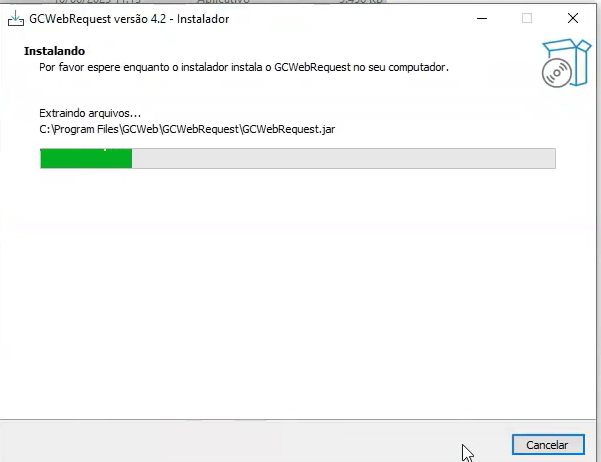 GCWebRequest versão 4.2 - Instalador
Instalando
Por favor espere enquanto o instalador instala o GCWebRequest no seu computador.
Extraindo arquivos...
C:\Program Files\GCWeb\GCWebRequest\GCWebRequest.jar
Cancelar